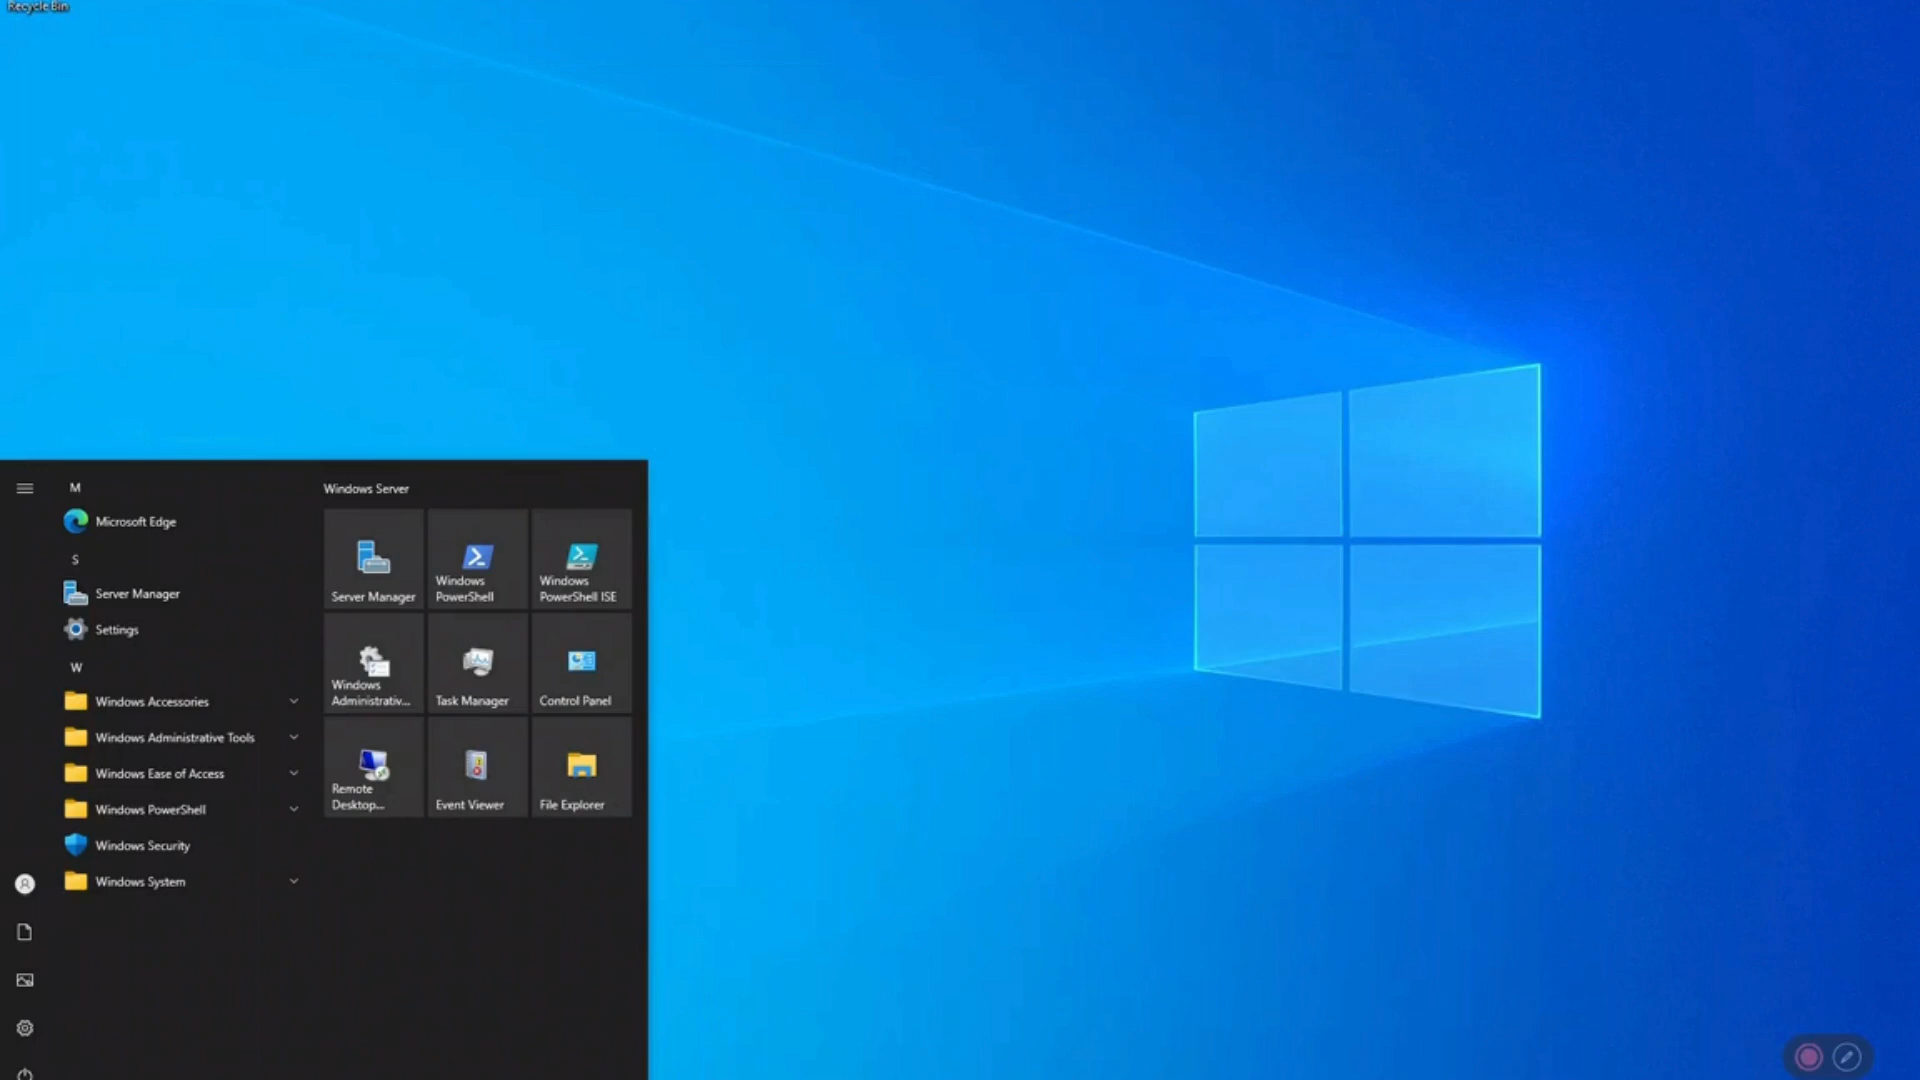 Recycle Bin
M
Microsoft Edge
S
Server Manager
Settings
W
Windows Accessories
Windows Administrative Tools
Windows Ease of Access
Windows PowerShell
Windows Security
Windows System
Windows Server
Server Manager
Windows
PowerShell
Windows
PowerShell ISE
Windows
Administrativ...
Task Manager
Control Panel
Remote
Desktop...
Event Viewer
File Explorer